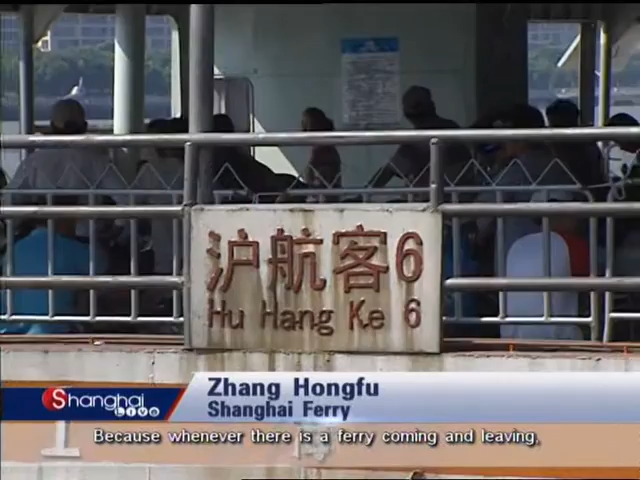 沪航客6
Hu Hang Ke 6
Zhang Hongfu
Shanghai Ferry
Shanghai
LIVE
Because whenever there is a ferry coming and leaving,